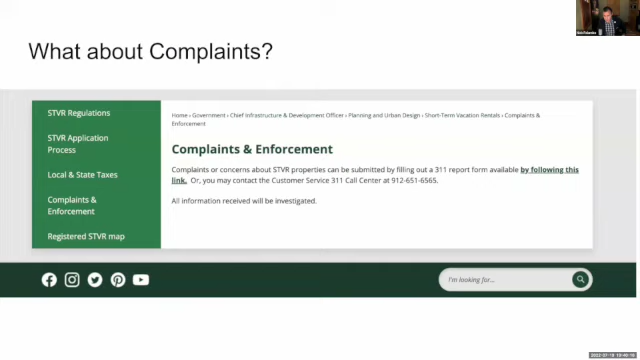 What about Complaints?
STVR Regulations
STVR Application
Process
Local & State Taxes
Complaints &
Enforcement
Registered STVR map
Home › Government › Chief Infrastructure & Development Officer › Planning and Urban Design › Short-Term Vacation Rentals › Complaints &
Enforcement
Complaints & Enforcement
Complaints or concerns about STVR properties can be submitted by filling out a 311 report form available by following this
link. Or, you may contact the Customer Service 311 Call Center at 912-651-6565.
All information received will be investigated.
I'm looking for...